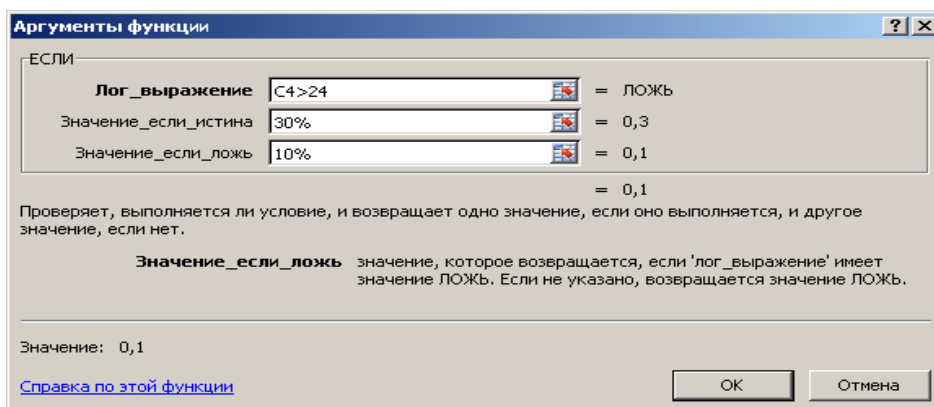 Аргументы функции
ЕСЛИ
Лог_выражение C4>24 = ЛОЖЬ
Значение_если_истина 30% = 0,3
Значение_если_ложь 10% = 0,1
= 0,1
Проверяет, выполняется ли условие, и возвращает одно значение, если оно выполняется, и другое
значение, если нет.
Значение_если_ложь значение, которое возвращается, если 'лог_выражение' имеет
значение ЛОЖЬ. Если не указано, возвращается значение ЛОЖЬ.
Значение: 0,1
Справка по этой функции ОК Отмена